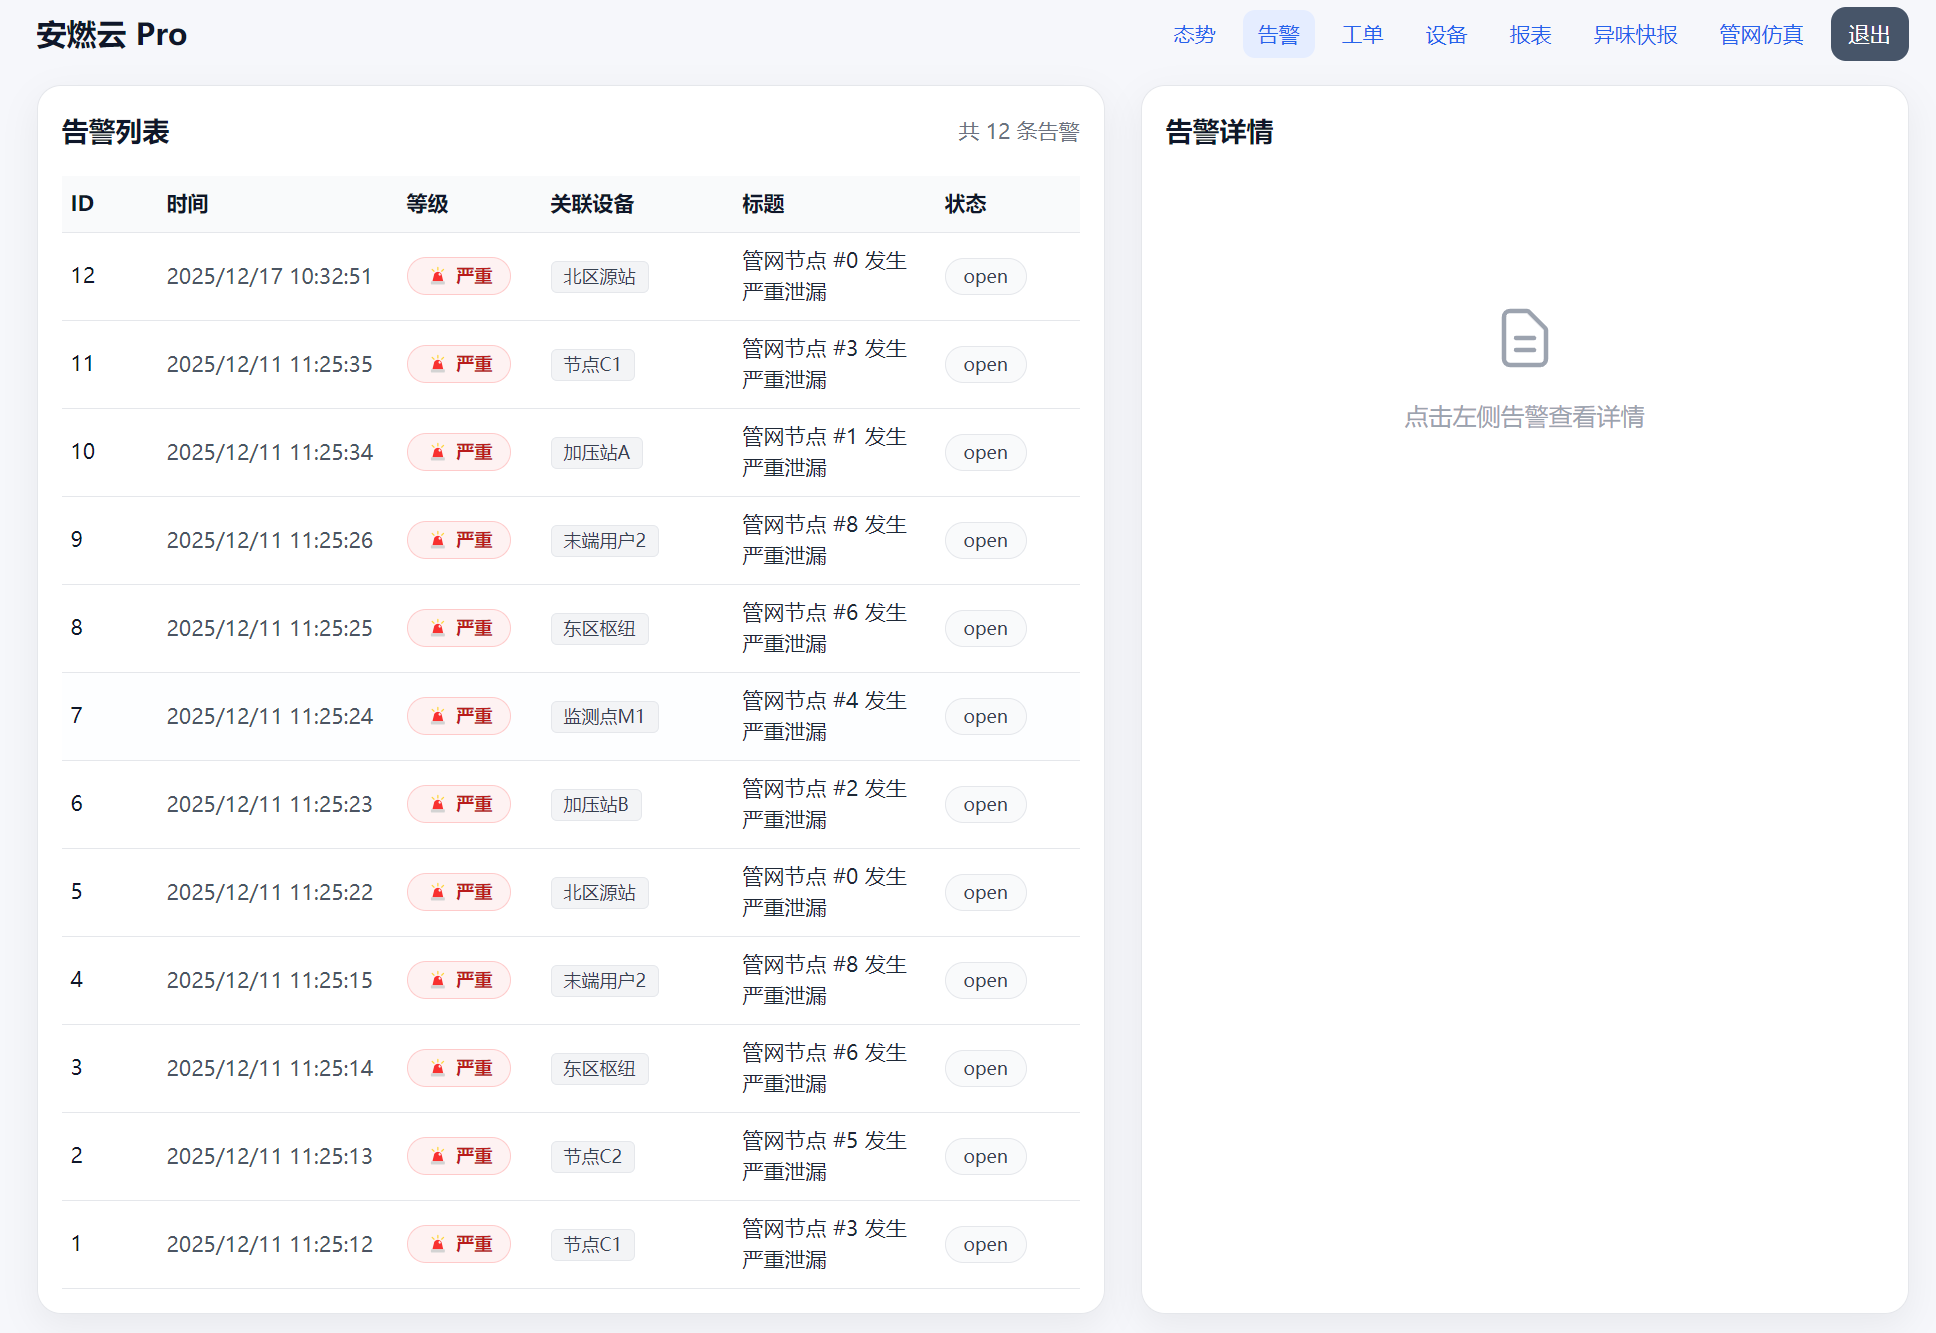 安燃云 Pro
态势 告警 工单 设备 报表 异味快报 管网仿真 退出
告警列表
共 12 条告警
ID 时间 等级 关联设备 标题 状态
12 2025/12/17 10:32:51 严重 北区源站 管网节点 #0 发生
严重泄漏 open
11 2025/12/11 11:25:35 严重 节点C1 管网节点 #3 发生
严重泄漏 open
10 2025/12/11 11:25:34 严重 加压站A 管网节点 #1 发生
严重泄漏 open
9 2025/12/11 11:25:26 严重 末端用户2 管网节点 #8 发生
严重泄漏 open
8 2025/12/11 11:25:25 严重 东区枢纽 管网节点 #6 发生
严重泄漏 open
7 2025/12/11 11:25:24 严重 监测点M1 管网节点 #4 发生
严重泄漏 open
6 2025/12/11 11:25:23 严重 加压站B 管网节点 #2 发生
严重泄漏 open
5 2025/12/11 11:25:22 严重 北区源站 管网节点 #0 发生
严重泄漏 open
4 2025/12/11 11:25:15 严重 末端用户2 管网节点 #8 发生
严重泄漏 open
3 2025/12/11 11:25:14 严重 东区枢纽 管网节点 #6 发生
严重泄漏 open
2 2025/12/11 11:25:13 严重 节点C2 管网节点 #5 发生
严重泄漏 open
1 2025/12/11 11:25:12 严重 节点C1 管网节点 #3 发生
严重泄漏 open
告警详情
点击左侧告警查看详情